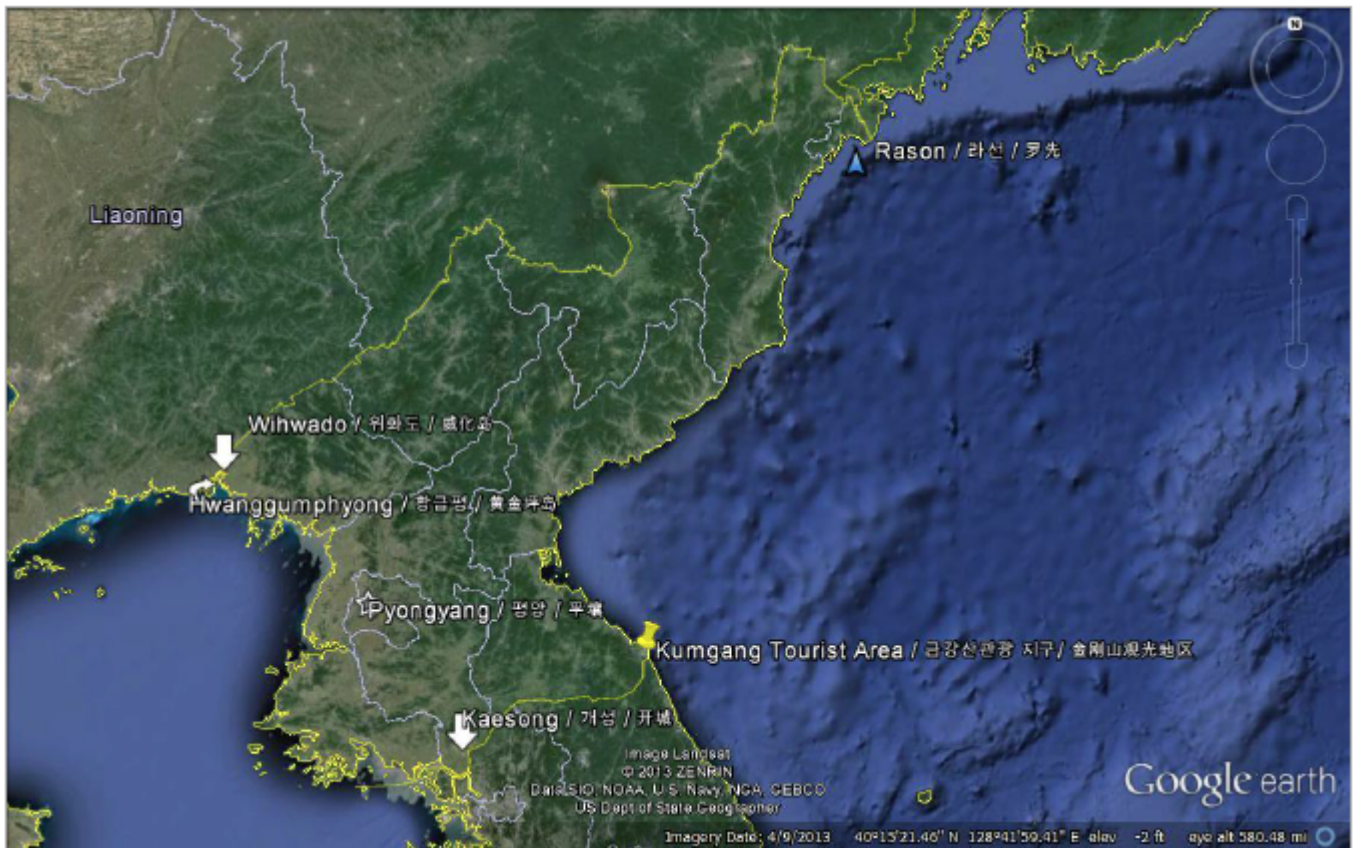 N
Rason / 라선 / 罗先
Liaoning
Wihwado / 위화도 / 威化岛
Hwanggumphyong / 황금평 / 黄金坪岛
Pyongyang / 평양 / 平壤
Kumgang Tourist Area / 금강산관광 지구/ 金刚山观光地区
Kaesong / 개성 / 开城
Image Landsat
© 2013 ZENRIN
Data SIO, NOAA, U.S. Navy, NGA, GEBCO
US Dept of State Geographer
Google earth
Imagery Date: 4/9/2013 40°15'21.46" N 128°41'59.41" E elev -2 ft eye alt 580.48 mi